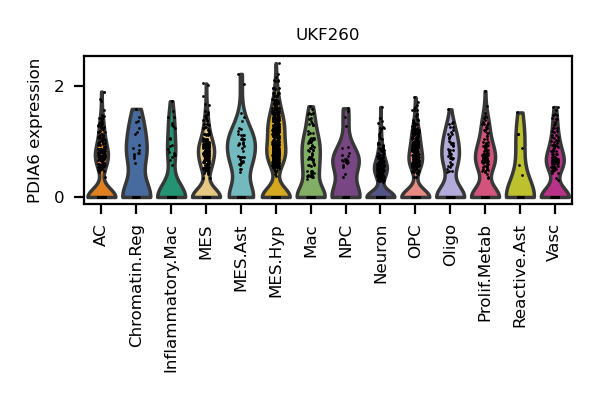 UKF260
PDIA6 expression
2
0
AC
Chromatin.Reg
Inflammatory.Mac
MES
MES.Ast
MES.Hyp
Mac
NPC
Neuron
OPC
Oligo
Prolif.Metab
Reactive.Ast
Vasc